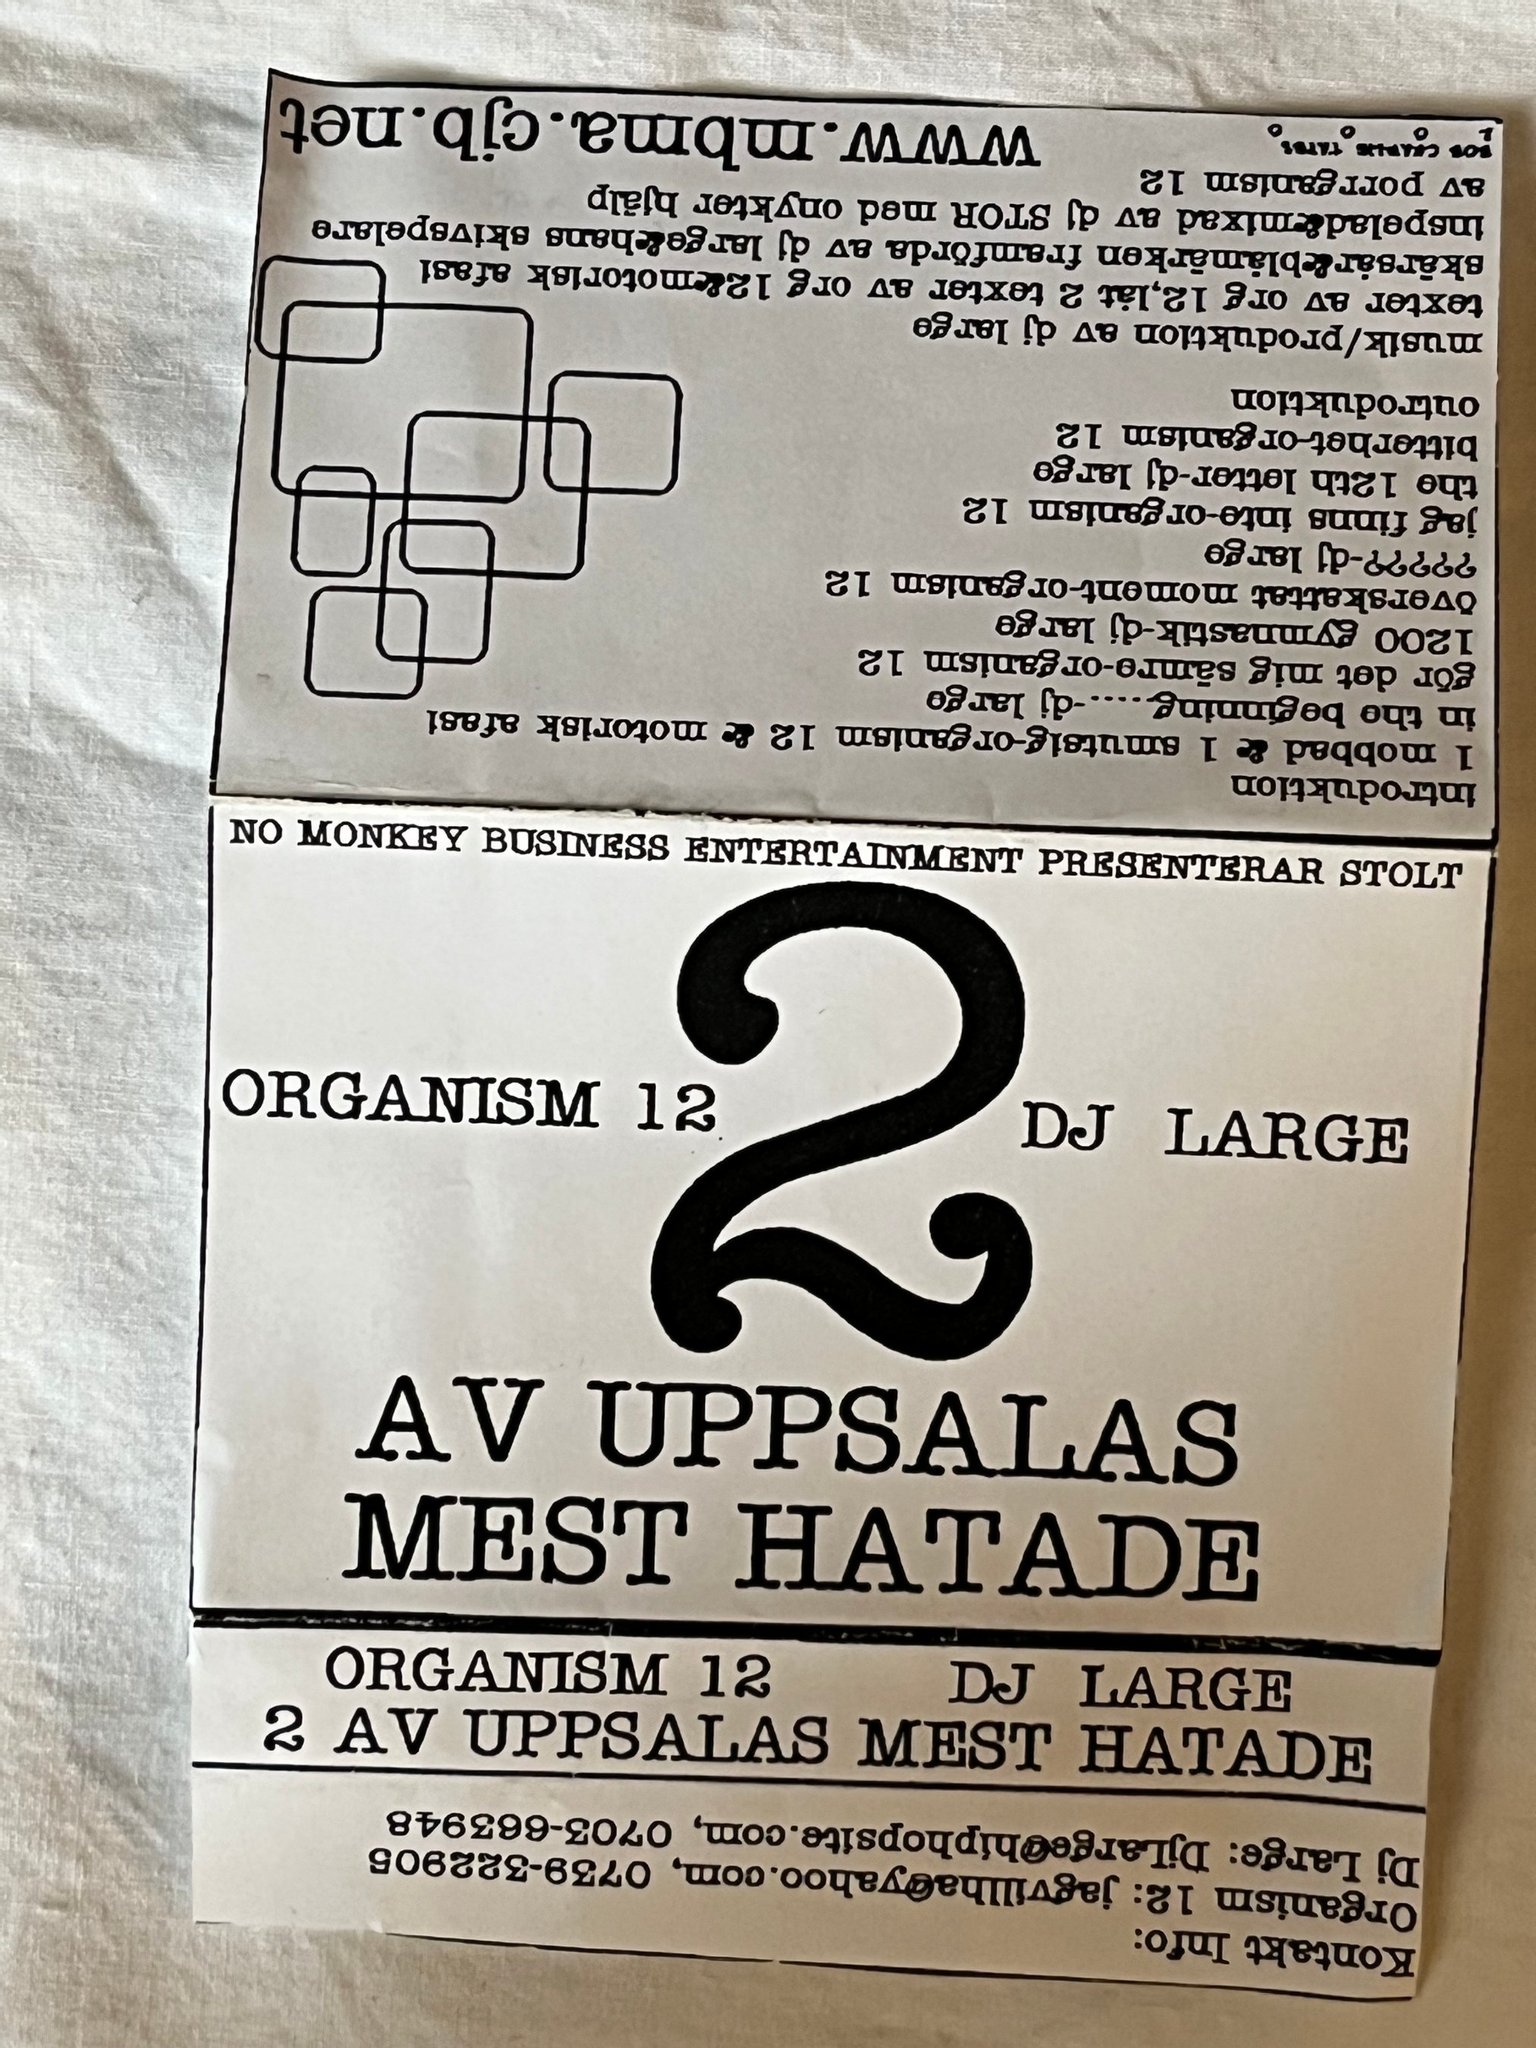 NO MONKEY BUSINESS ENTERTAINMENT PRESENTERAR STOLT
ORGANISM 12
2
DJ LARGE
AV UPPSALAS
MEST HATADE
ORGANISM 12 DJ LARGE
2 AV UPPSALAS MEST HATADE
Kontakt Info:
Organism 12: jagvillha@yahoo.com, 0739-322905
Dj Large: DjLarge@hiphopsite.com, 0703-663948
introduktion
1 mobbad & 1 smutsig-organism 12 & motorisk afasi
in the beginning......-dj large
gör det mig sämre-organism 12
1200 gymnastik-dj large
överskattat moment-organism 12
?????-dj large
jag finns inte-organism 12
the 12th letter-dj large
bitterhet-organism 12
outroduktion
musik/produktion av dj large
texter av org 12,låt 2 texter av org 12&motorisk afasi
skärsår&blåmärken framförda av dj large&hans skivspelare
inspelad&mixad av dj STOR med onykter hjälp
av porrganism 12
www.mbma.cjb.net